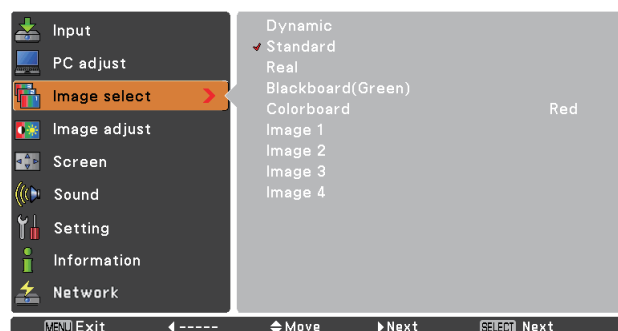 Input
PC adjust
Image select
Image adjust
Screen
Sound
Setting
Information
Network
Dynamic
Standard
Real
Blackboard(Green)
Colorboard Red
Image 1
Image 2
Image 3
Image 4
MENU Exit ----- Move Next SELECT Next